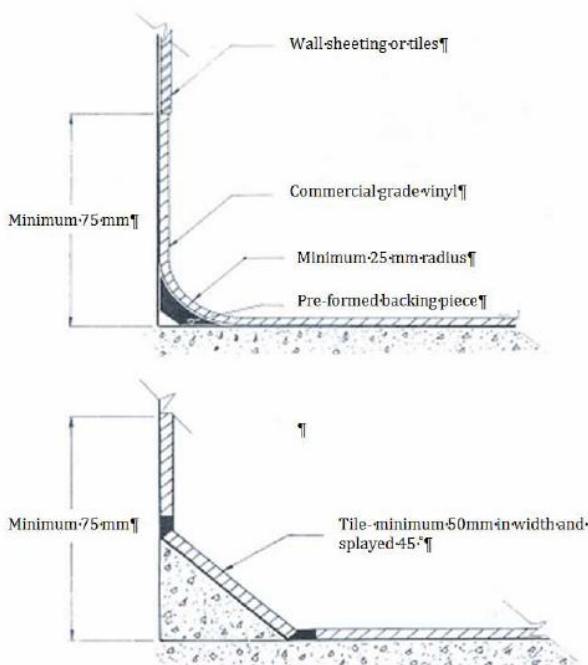 Wall·sheeting·or·tiles¶
Commercial·grade·vinyl¶
Minimum·75·mm¶
Minimum·25·mm·radius¶
Pre-formed·backing·piece¶
¶
Minimum·75·mm¶
Tile·-·minimum·50mm·in·width·and·
splayed·45·°¶